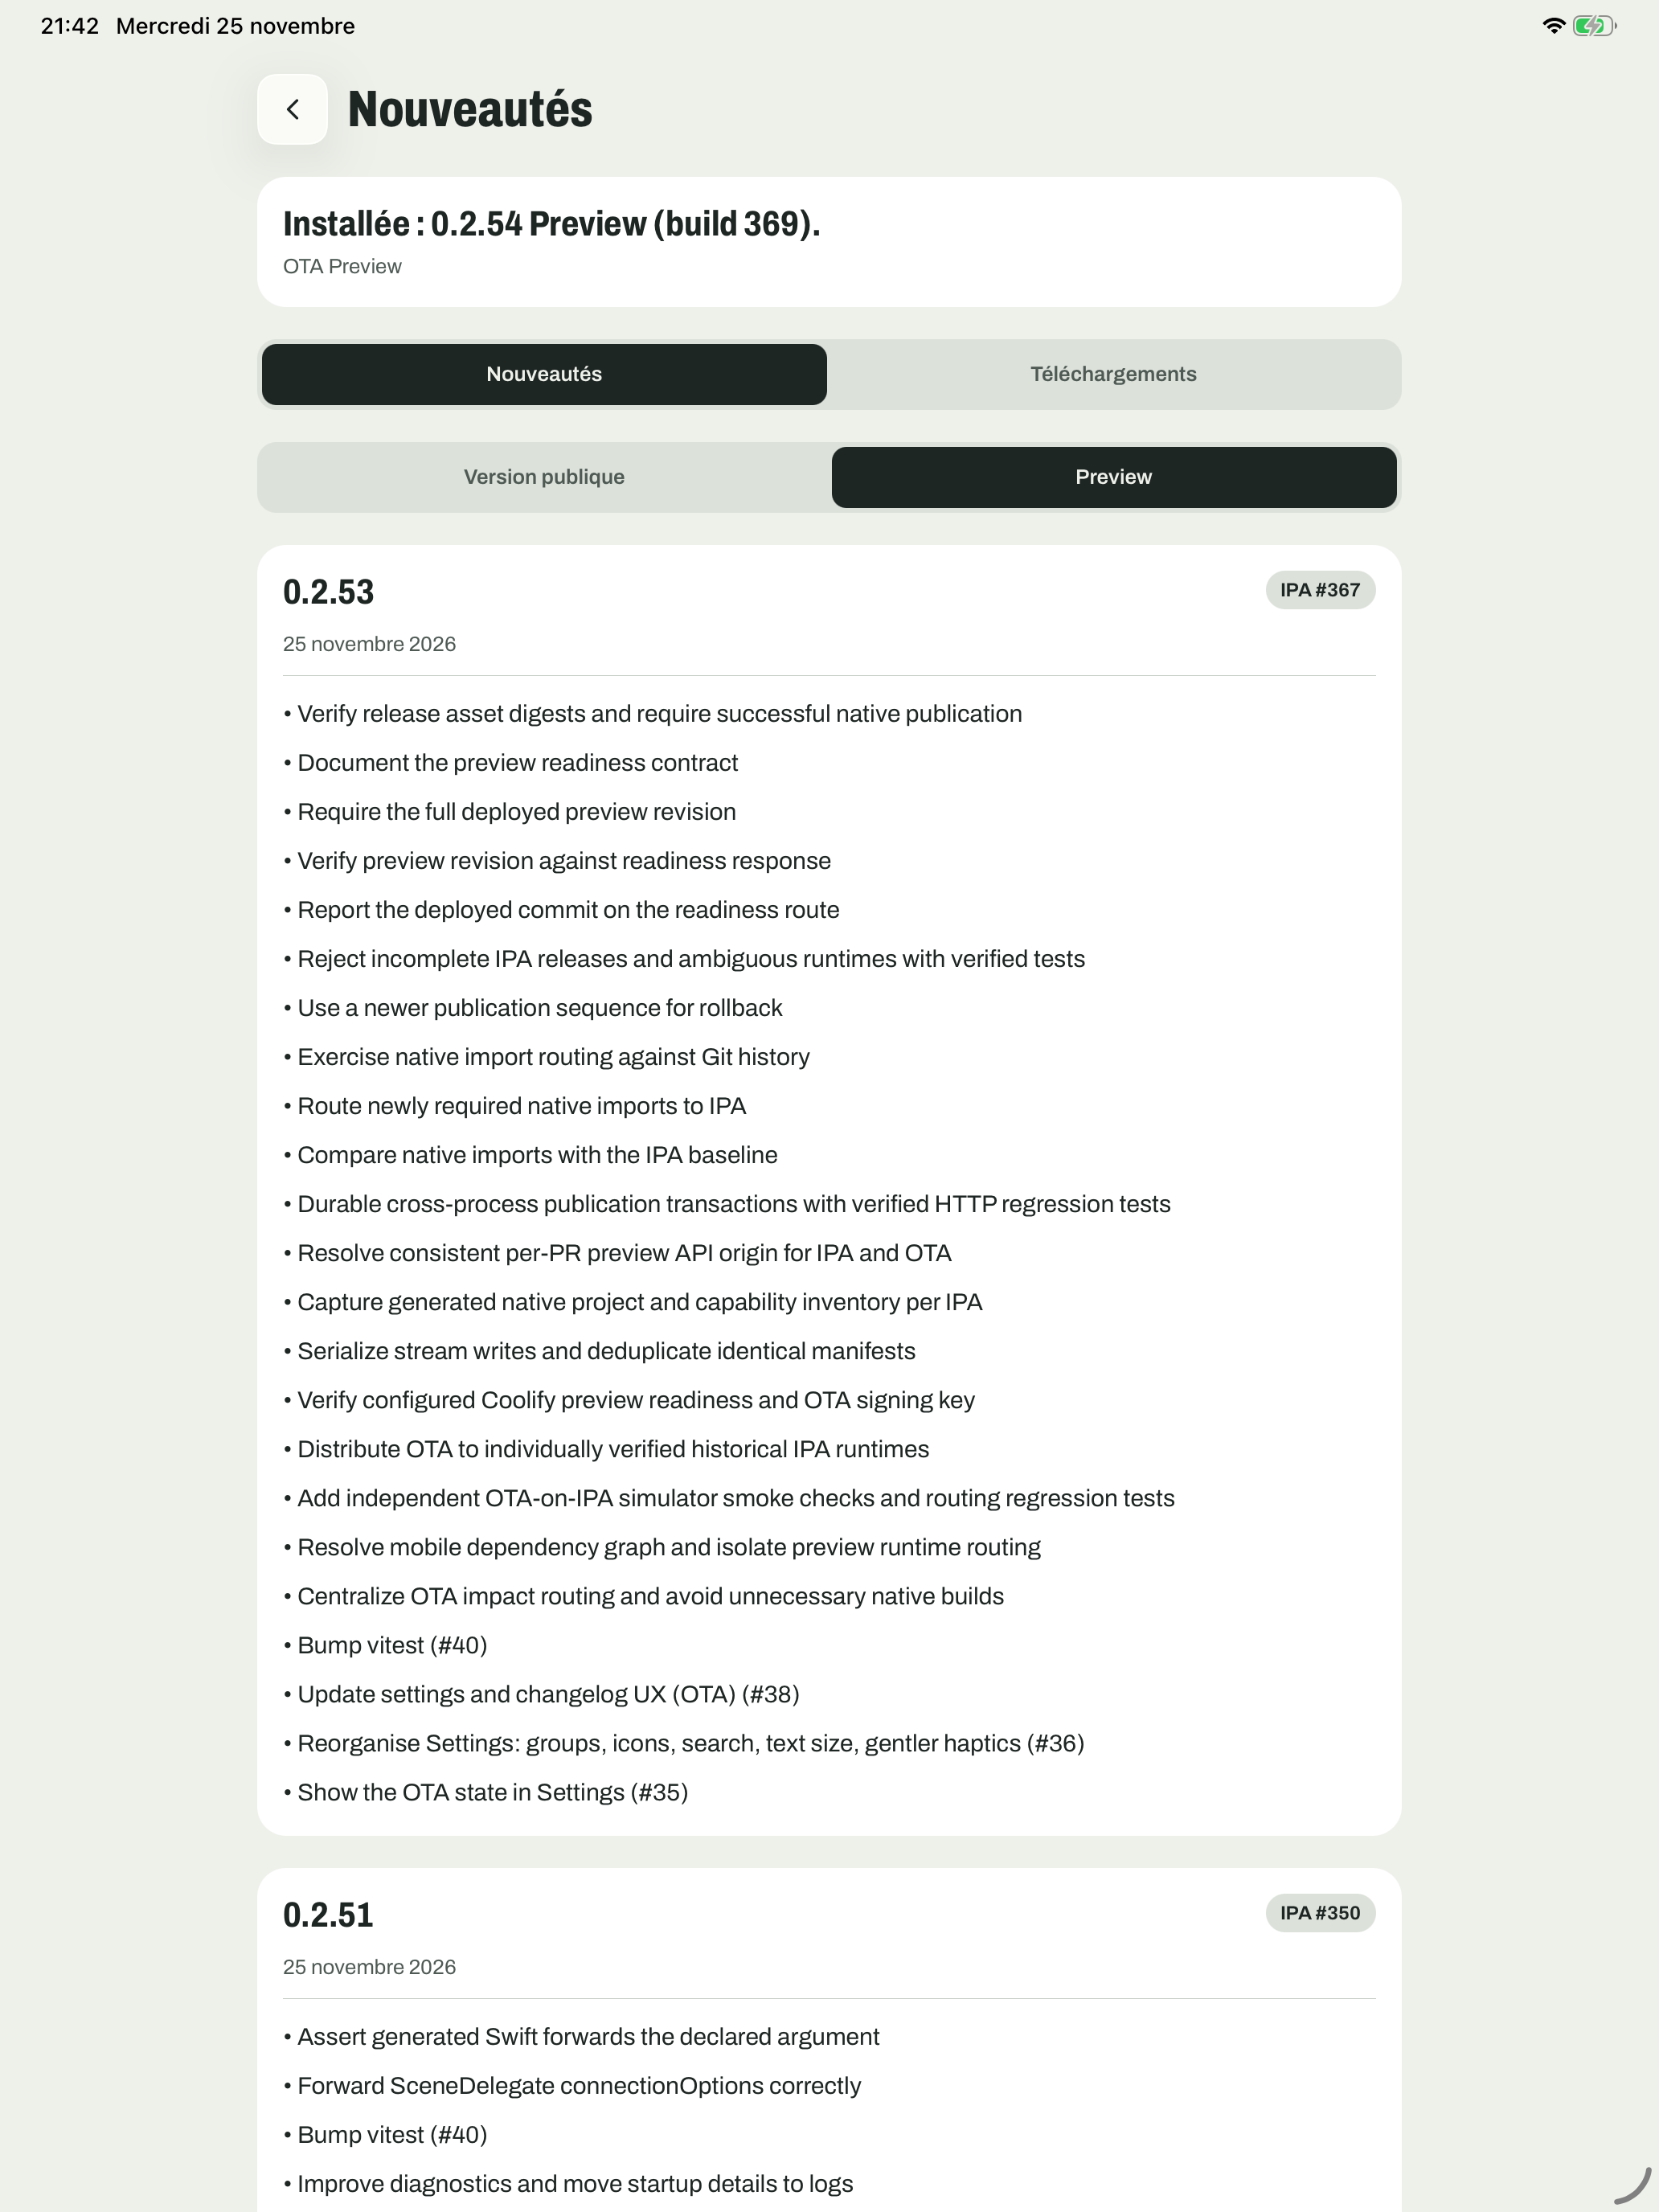 21:42 Mercredi 25 novembre
Nouveautés
Installée : 0.2.54 Preview (build 369).
OTA Preview
Nouveautés
Téléchargements
Version publique
Preview
0.2.53
IPA #367
25 novembre 2026
• Verify release asset digests and require successful native publication
• Document the preview readiness contract
• Require the full deployed preview revision
• Verify preview revision against readiness response
• Report the deployed commit on the readiness route
• Reject incomplete IPA releases and ambiguous runtimes with verified tests
• Use a newer publication sequence for rollback
• Exercise native import routing against Git history
• Route newly required native imports to IPA
• Compare native imports with the IPA baseline
• Durable cross-process publication transactions with verified HTTP regression tests
• Resolve consistent per-PR preview API origin for IPA and OTA
• Capture generated native project and capability inventory per IPA
• Serialize stream writes and deduplicate identical manifests
• Verify configured Coolify preview readiness and OTA signing key
• Distribute OTA to individually verified historical IPA runtimes
• Add independent OTA-on-IPA simulator smoke checks and routing regression tests
• Resolve mobile dependency graph and isolate preview runtime routing
• Centralize OTA impact routing and avoid unnecessary native builds
• Bump vitest (#40)
• Update settings and changelog UX (OTA) (#38)
• Reorganise Settings: groups, icons, search, text size, gentler haptics (#36)
• Show the OTA state in Settings (#35)
0.2.51
IPA #350
25 novembre 2026
• Assert generated Swift forwards the declared argument
• Forward SceneDelegate connectionOptions correctly
• Bump vitest (#40)
• Improve diagnostics and move startup details to logs